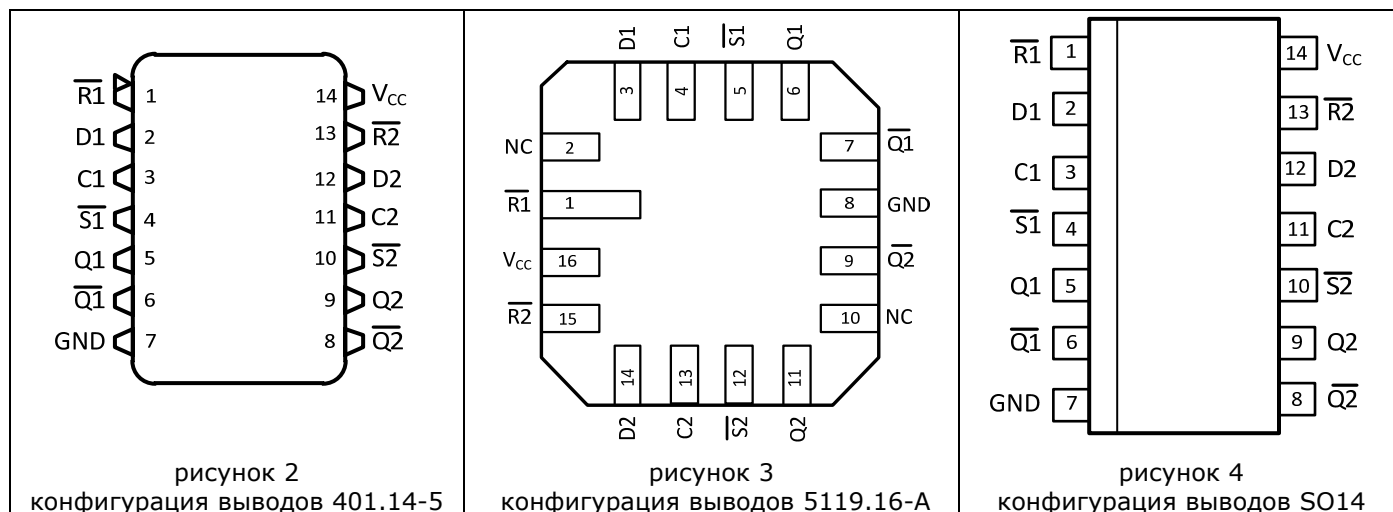 R1 1 14 VCC
D1 2 13 R2
C1 3 12 D2
S1 4 11 C2
Q1 5 10 S2
Q1 6 9 Q2
GND 7 8 Q2
рисунок 2
конфигурация выводов 401.14-5
D1 C1 S1 Q1
3 4 5 6
NC 2 7 Q1
R1 1 8 GND
VCC 16 9 Q2
R2 15 10 NC
14 13 12 11
D2 C2 S2 Q2
рисунок 3
конфигурация выводов 5119.16-А
R1 1 14 VCC
D1 2 13 R2
C1 3 12 D2
S1 4 11 C2
Q1 5 10 S2
Q1 6 9 Q2
GND 7 8 Q2
рисунок 4
конфигурация выводов SO14